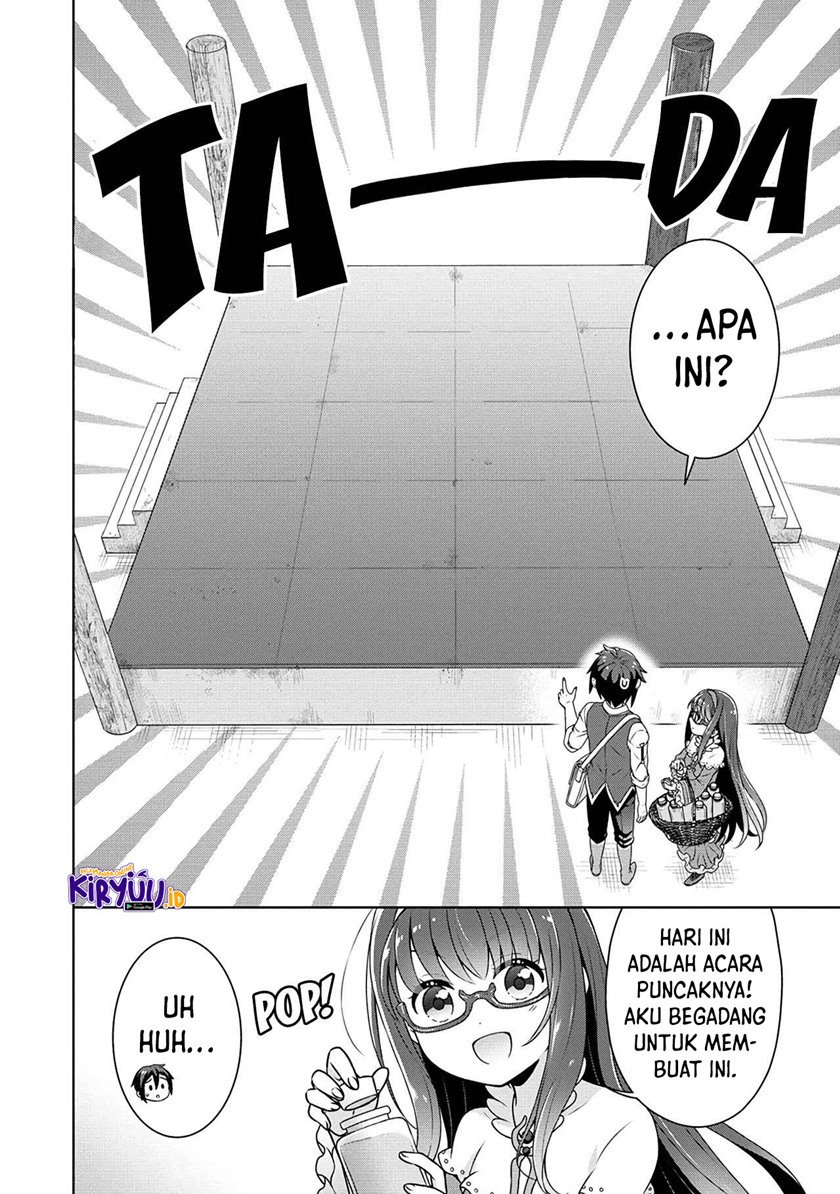 TA—DA
...APA
INI?
KIRYUU.id
HARI INI
ADALAH ACARA
PUNCAKNYA!
AKU BEGADANG
UNTUK MEM-
BUAT INI.
POP!
UH
HUH...